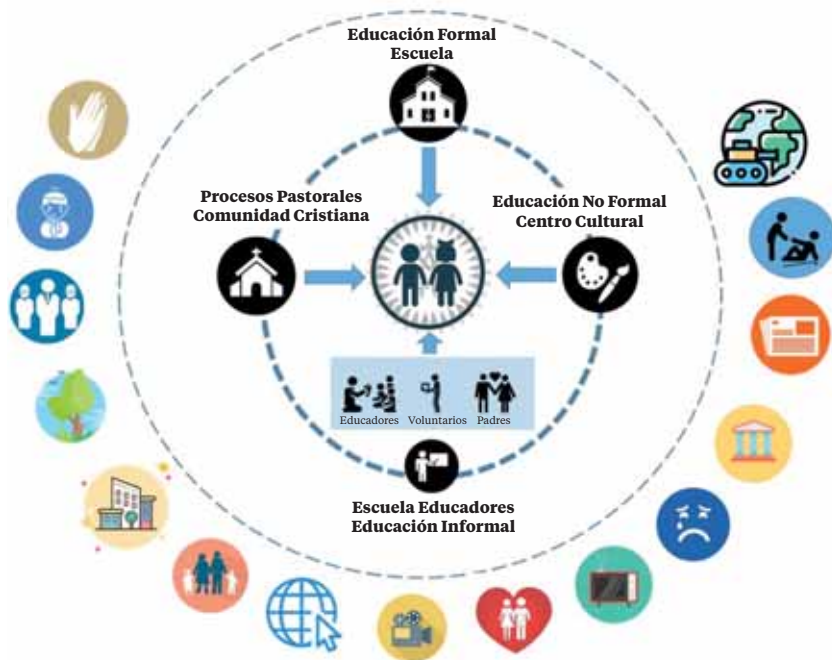 Educación Formal
Escuela
Procesos Pastorales
Comunidad Cristiana
Educación No Formal
Centro Cultural
Educadores Voluntarios Padres
Escuela Educadores
Educación Informal